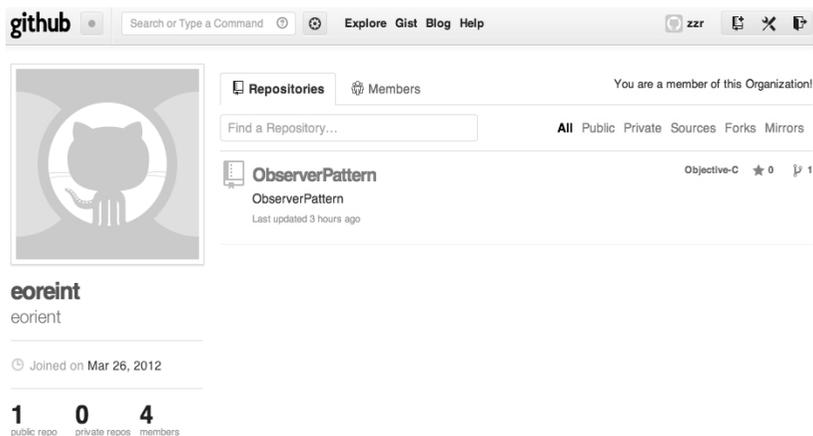 github
Search or Type a Command
Explore Gist Blog Help
zzr
Repositories
Members
You are a member of this Organization!
Find a Repository...
All Public Private Sources Forks Mirrors
ObserverPattern
Objective-C 0 1
ObserverPattern
Last updated 3 hours ago
eoreint
eorient
Joined on Mar 26, 2012
1 0 4
public repo private repos members